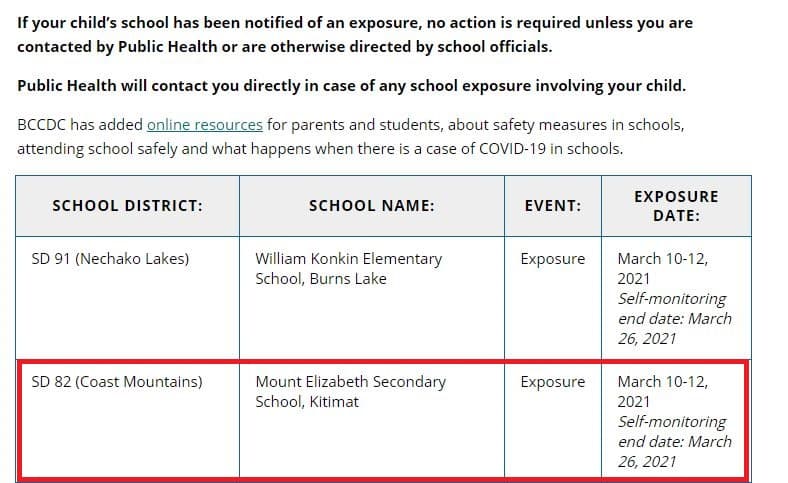 If your child's school has been notified of an exposure, no action is required unless you are
contacted by Public Health or are otherwise directed by school officials.
Public Health will contact you directly in case of any school exposure involving your child.
BCCDC has added online resources for parents and students, about safety measures in schools,
attending school safely and what happens when there is a case of COVID-19 in schools.
SCHOOL DISTRICT:
SCHOOL NAME:
EVENT:
EXPOSURE
DATE:
SD 91 (Nechako Lakes)
William Konkin Elementary
School, Burns Lake
Exposure
March 10-12,
2021
Self-monitoring
end date: March
26, 2021
SD 82 (Coast Mountains)
Mount Elizabeth Secondary
School, Kitimat
Exposure
March 10-12,
2021
Self-monitoring
end date: March
26, 2021